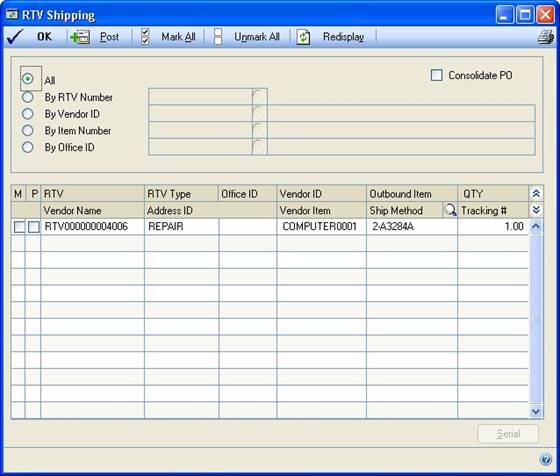 RTV Shipping
OK Post Mark All Unmark All Redisplay
All
Consolidate PO
By RTV Number
By Vendor ID
By Item Number
By Office ID
M P RTV RTV Type Office ID Vendor ID Outbound Item QTY
Vendor Name Address ID Vendor Item Ship Method Tracking #
RTV000000004006 REPAIR COMPUTER0001 2-A3284A 1.00
Serial